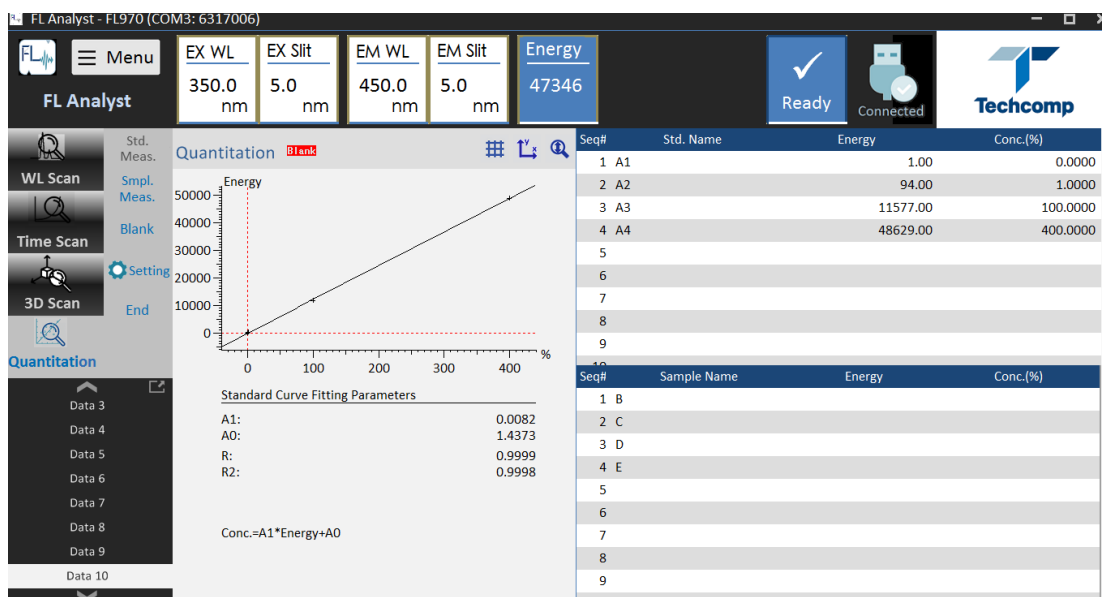 FL Analyst - FL970 (COM3: 6317006)
FL
Menu
FL Analyst
EX WL
350.0
nm
EX Slit
5.0
nm
EM WL
450.0
nm
EM Slit
5.0
nm
Energy
47346
Ready
Connected
Techcomp
WL Scan
Time Scan
3D Scan
Quantitation
Std.
Meas.
Smpl.
Meas.
Blank
Setting
End
Data 3
Data 4
Data 5
Data 6
Data 7
Data 8
Data 9
Data 10
Quantitation Blank
Energy
50000
40000
30000
20000
10000
0
0 100 200 300 400 %
Standard Curve Fitting Parameters
A1: 0.0082
A0: 1.4373
R: 0.9999
R2: 0.9998
Conc.=A1*Energy+A0
Seq# Std. Name Energy Conc.(%)
1 A1 1.00 0.0000
2 A2 94.00 1.0000
3 A3 11577.00 100.0000
4 A4 48629.00 400.0000
5
6
7
8
9
10
Seq# Sample Name Energy Conc.(%)
1 B
2 C
3 D
4 E
5
6
7
8
9